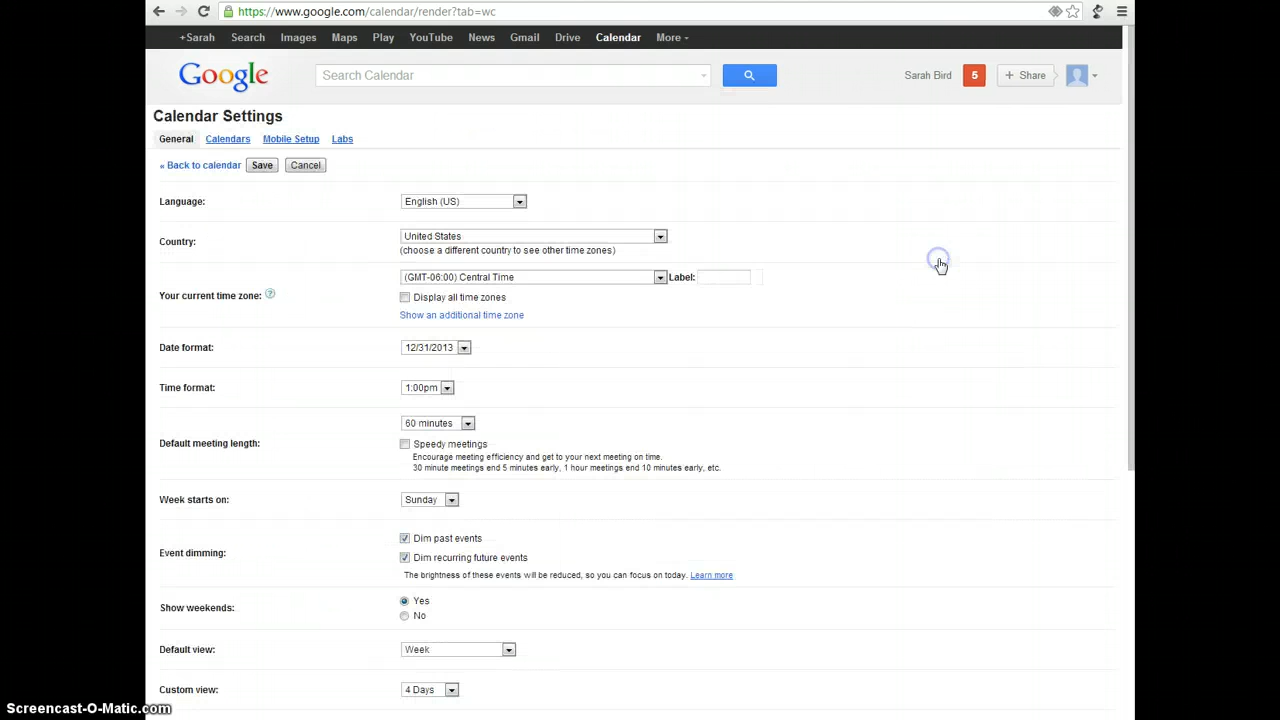 https://www.google.com/calendar/render?tab=wc
+Sarah Search Images Maps Play YouTube News Gmail Drive Calendar More
Google Search Calendar Sarah Bird 5 + Share
Calendar Settings
General Calendars Mobile Setup Labs
« Back to calendar Save Cancel
Language: English (US)
Country: United States
(choose a different country to see other time zones)
(GMT-06:00) Central Time Label:
Your current time zone: ?
Display all time zones
Show an additional time zone
Date format: 12/31/2013
Time format: 1:00pm
60 minutes
Default meeting length: Speedy meetings
Encourage meeting efficiency and get to your next meeting on time.
30 minute meetings end 5 minutes early, 1 hour meetings end 10 minutes early, etc.
Week starts on: Sunday
Dim past events
Event dimming:
Dim recurring future events
The brightness of these events will be reduced, so you can focus on today. Learn more
Show weekends: Yes
No
Default view: Week
Custom view: 4 Days
Screencast-O-Matic.com